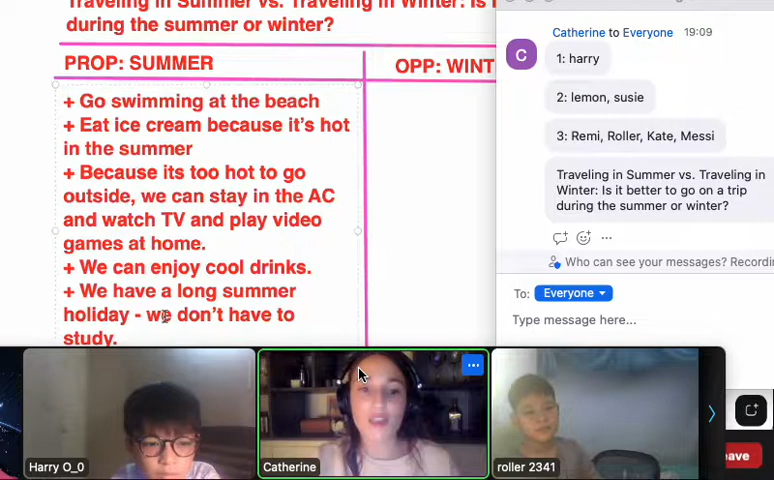 Traveling in Summer vs. Traveling in Winter: Is
during the summer or winter?
PROP: SUMMER
OPP: WINT
+ Go swimming at the beach
+ Eat ice cream because it’s hot
in the summer
+ Because its too hot to go
outside, we can stay in the AC
and watch TV and play video
games at home.
+ We can enjoy cool drinks.
+ We have a long summer
holiday - we don’t have to
study.
Catherine to Everyone 19:09
C
1: harry
2: lemon, susie
3: Remi, Roller, Kate, Messi
Traveling in Summer vs. Traveling in
Winter: Is it better to go on a trip
during the summer or winter?
Who can see your messages? Recordin
To: Everyone
Type message here...
Harry O_0
Catherine
roller 2341
eave